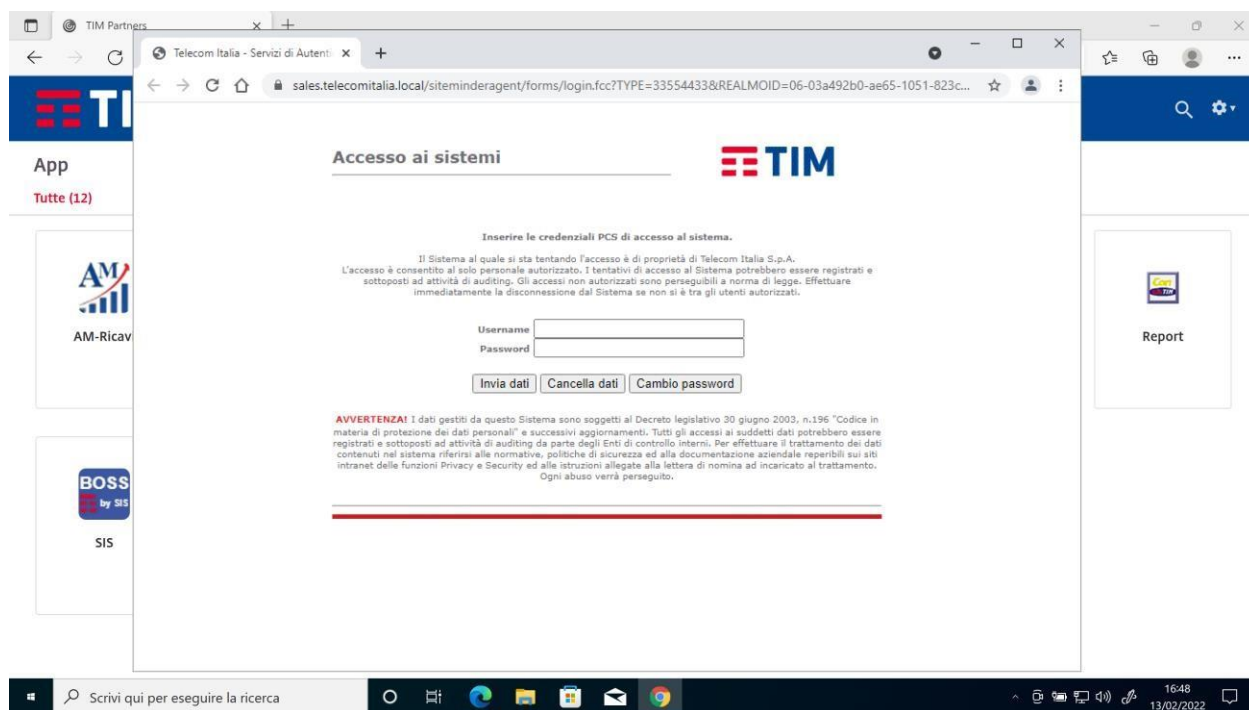 TIM Partners
Telecom Italia - Servizi di Autenti
sales.telecomitalia.local/siteminderagent/forms/login.fcc?TYPE=33554433&REALMOID=06-03a492b0-ae65-1051-823c...
TI
App
Tutte (12)
Accesso ai sistemi
TIM
Inserire le credenziali PCS di accesso al sistema.
Il Sistema al quale si sta tentando l'accesso è di proprietà di Telecom Italia S.p.A.
L'accesso è consentito al solo personale autorizzato. I tentativi di accesso al Sistema potrebbero essere registrati e
sottoposti ad attività di auditing. Gli accessi non autorizzati sono perseguibili a norma di legge. Effettuare
immediatamente la disconnessione dal Sistema se non si è tra gli utenti autorizzati.
Username
Password
Invia dati Cancella dati Cambio password
AVVERTENZA! I dati gestiti da questo Sistema sono soggetti al Decreto legislativo 30 giugno 2003, n.196 "Codice in
materia di protezione dei dati personali" e successivi aggiornamenti. Tutti gli accessi ai suddetti dati potrebbero essere
registrati e sottoposti ad attività di auditing da parte degli Enti di controllo interni. Per effettuare il trattamento dei dati
contenuti nel sistema riferirsi alle normative, politiche di sicurezza ed alla documentazione aziendale reperibili sui siti
intranet delle funzioni Privacy e Security ed alle istruzioni allegate alla lettera di nomina ad incaricato al trattamento.
Ogni abuso verrà perseguito.
AM
AM-Ricav
BOSS
by SIS
SIS
Report
Scrivi qui per eseguire la ricerca
16:48
13/02/2022